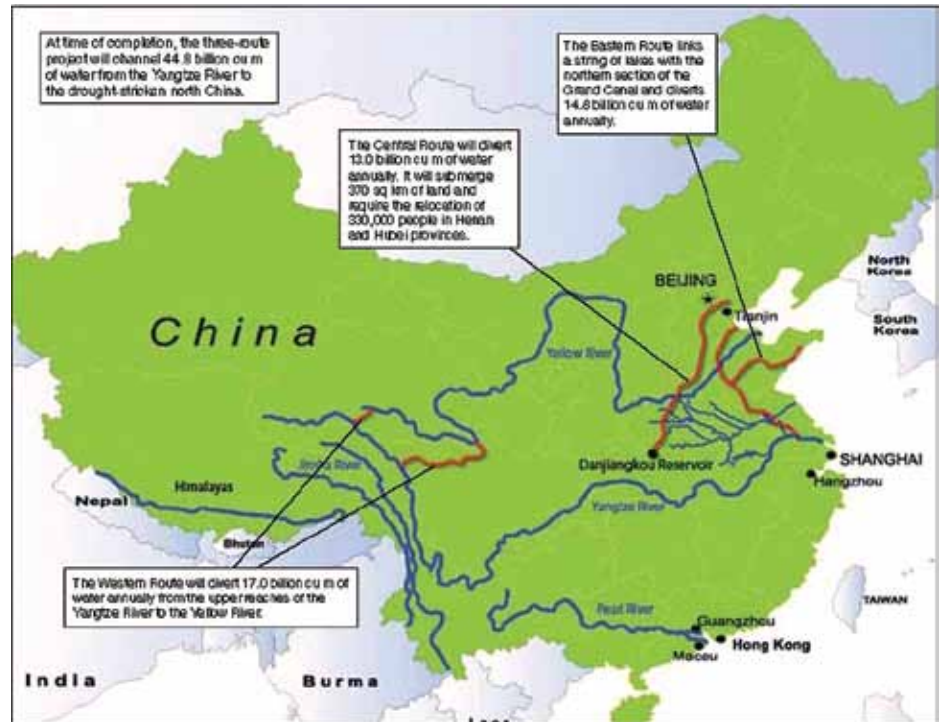 At time of completion, the three-route
project will channel 44.8 billion cu m
of water from the Yangtze River to
the drought-stricken north China.
The Eastern Route links
a string of lakes with the
northern section of the
Grand Canal and diverts
14.8 billion cu m of water
annually.
The Central Route will divert
13.0 billion cu m of water
annually. It will submerge
370 sq km of land and
require the relocation of
330,000 people in Henan
and Hubei provinces.
North
Korea
South
Korea
BEIJING
Tianjin
China
Yellow River
Danjiangkou Reservoir
SHANGHAI
Hangzhou
Jinsha River
Himalayas
Nepal
Yangtze River
Bhutan
The Western Route will divert 17.0 billion cu m of
water annually from the upper reaches of the
Yangtze River to the Yellow River.
TAIWAN
Pearl River
Guangzhou
Hong Kong
Macau
India
Burma
Laos